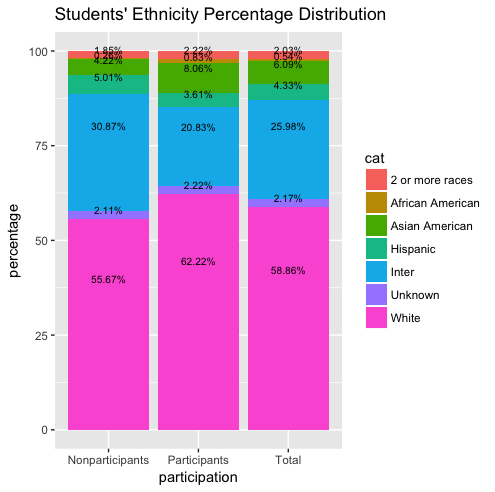 Students' Ethnicity Percentage Distribution
percentage
100
75
50
25
0
1.85%
4.22%
5.01%
30.87%
2.11%
55.67%
2.22%
0.83%
8.06%
3.61%
20.83%
2.22%
62.22%
2.03%
0.54%
6.09%
4.33%
25.98%
2.17%
58.86%
Nonparticipants
Participants
Total
participation
cat
2 or more races
African American
Asian American
Hispanic
Inter
Unknown
White